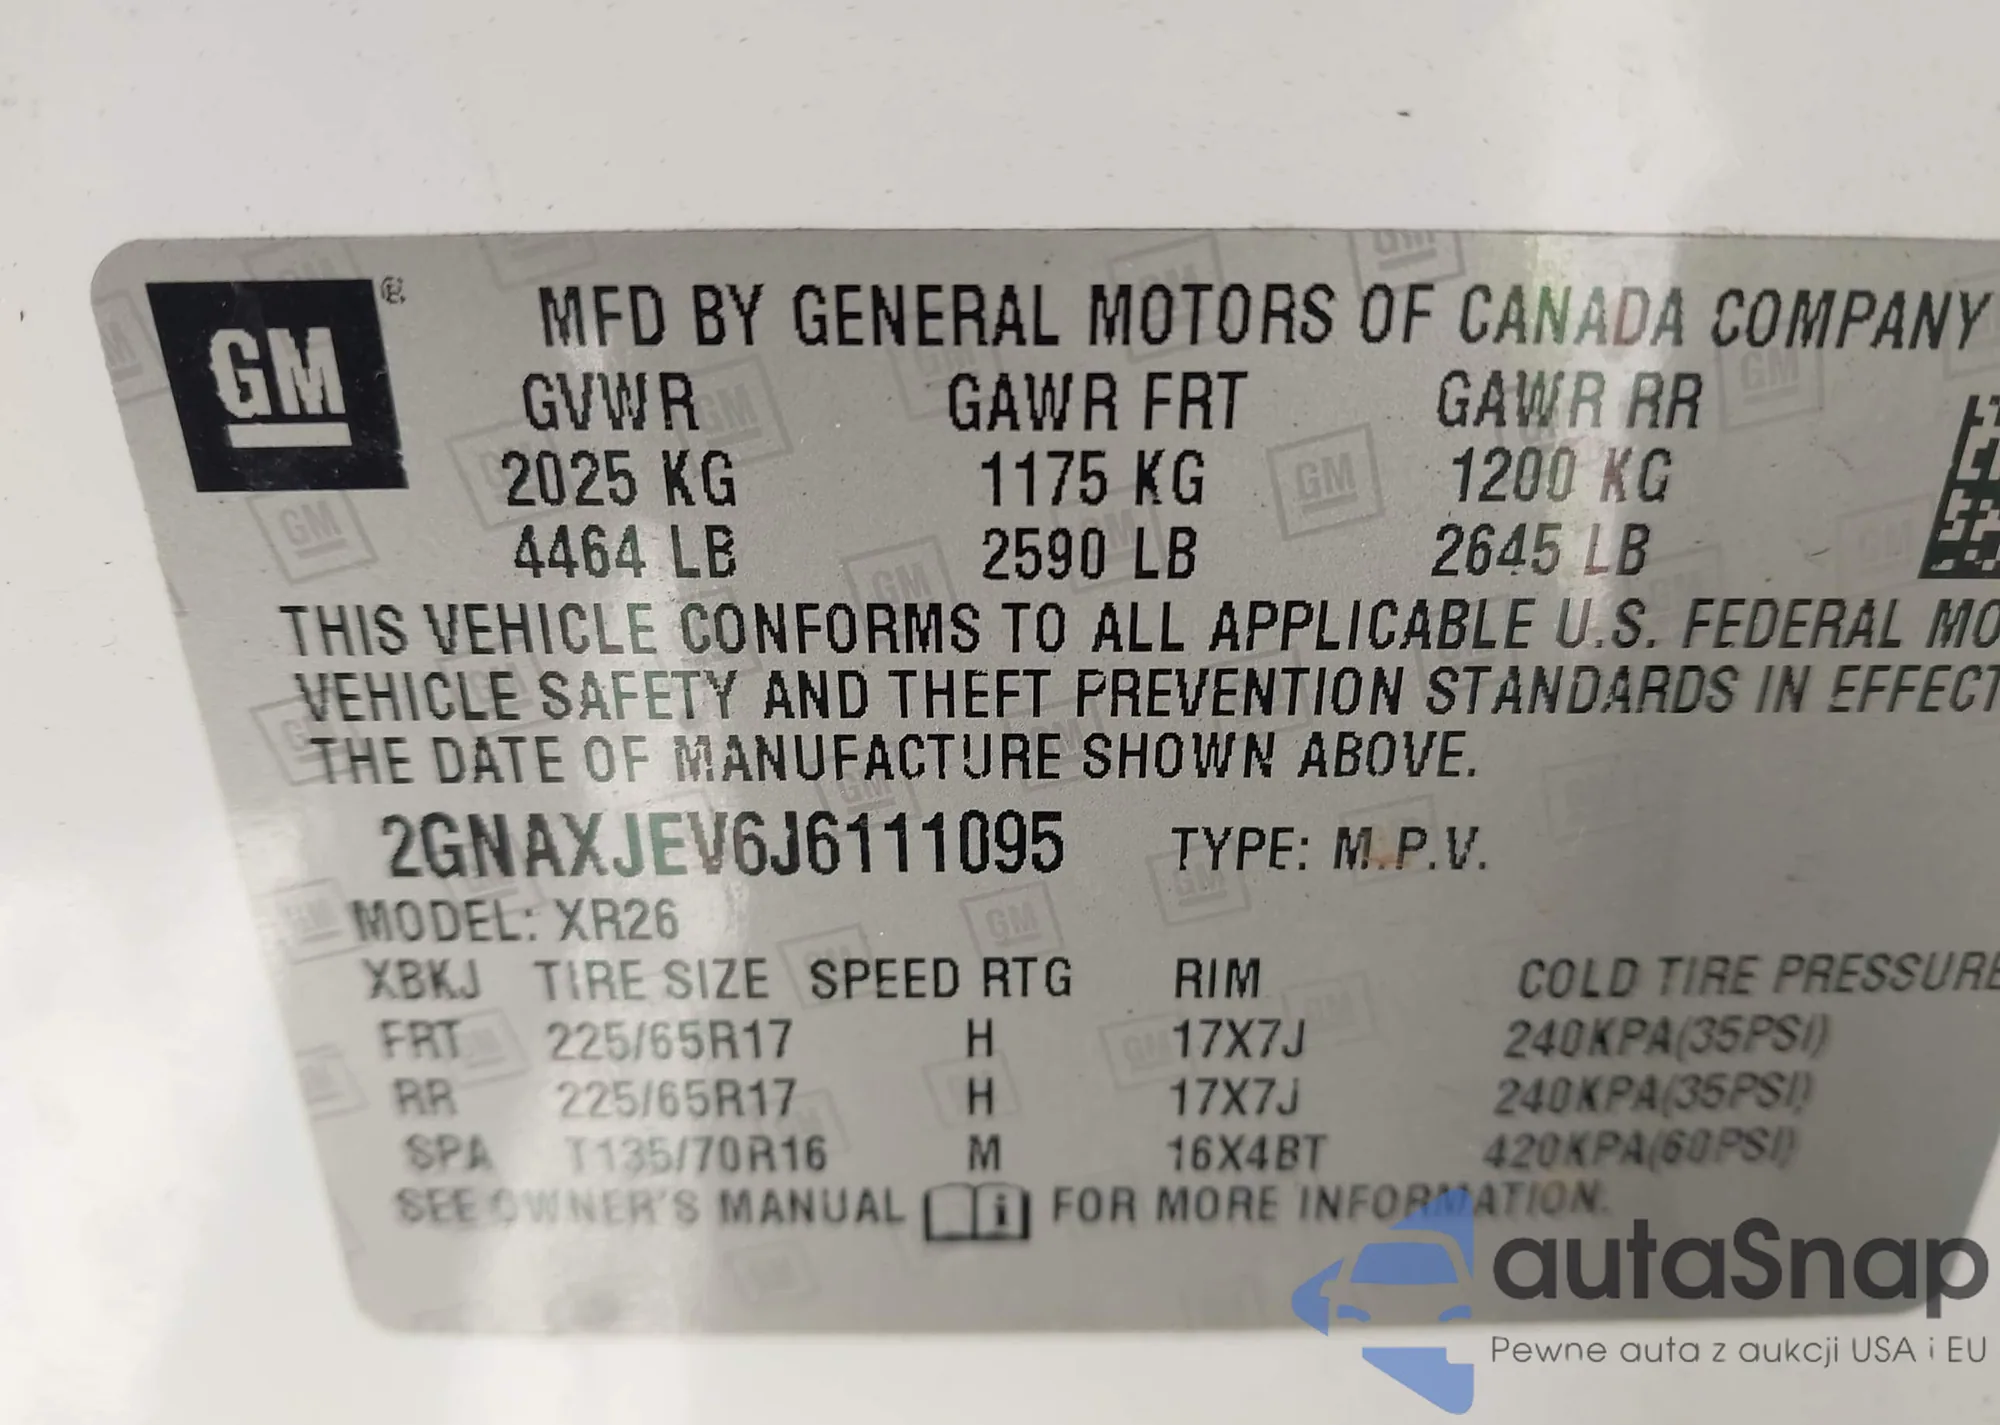 GM ®
MFD BY GENERAL MOTORS OF CANADA COMPANY
GVWR GAWR FRT GAWR RR
2025 KG 1175 KG 1200 KG
4464 LB 2590 LB 2645 LB
THIS VEHICLE CONFORMS TO ALL APPLICABLE U.S. FEDERAL MO
VEHICLE SAFETY AND THEFT PREVENTION STANDARDS IN EFFECT
THE DATE OF MANUFACTURE SHOWN ABOVE.
2GNAXJEV6J6111095 TYPE: M.P.V.
MODEL: XR26
XBKJ TIRE SIZE SPEED RTG RIM COLD TIRE PRESSURE
FRT 225/65R17 H 17X7J 240KPA(35PSI)
RR 225/65R17 H 17X7J 240KPA(35PSI)
SPA T135/70R16 M 16X4BT 420KPA(60PSI)
SEE OWNER'S MANUAL FOR MORE INFORMATION.
autaSnap
Pewne auta z aukcji USA i EU